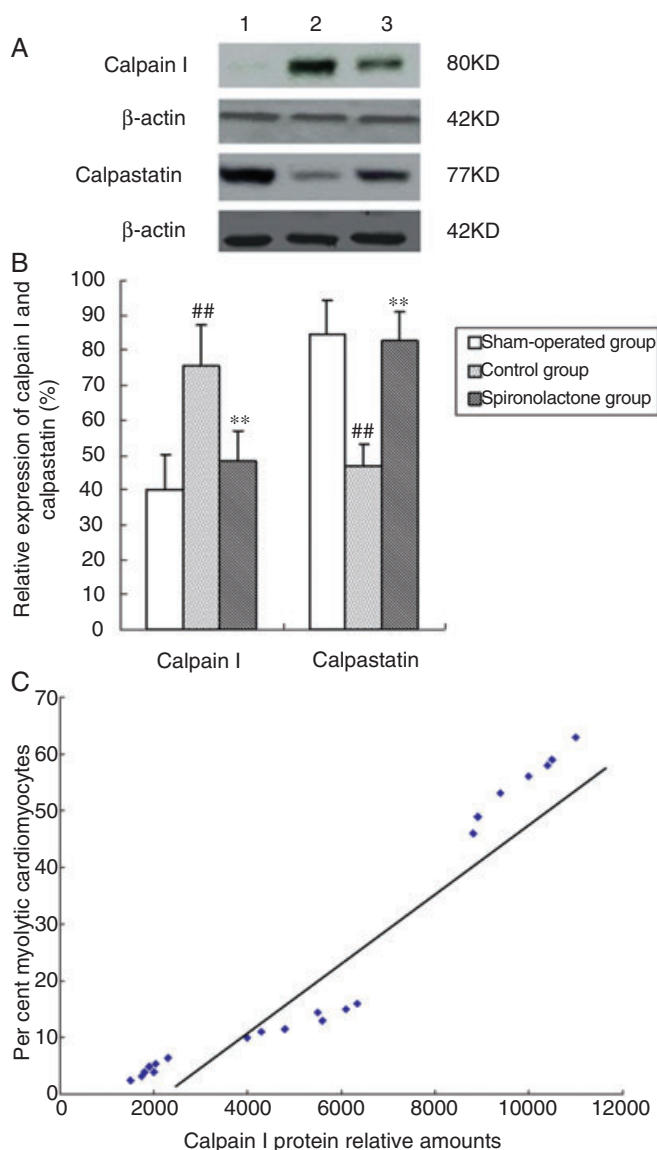 A
1 2 3
Calpain I 80KD
β-actin 42KD
Calpastatin 77KD
β-actin 42KD
B
Relative expression of calpain I and
calpastatin (%)
100
90
80
70
60
50
40
30
20
10
0
##
**
##
**
Calpain I Calpastatin
Sham-operated group
Control group
Spironolactone group
C
Per cent myolytic cardiomyocytes
70
60
50
40
30
20
10
0
0 2000 4000 6000 8000 10000 12000
Calpain I protein relative amounts